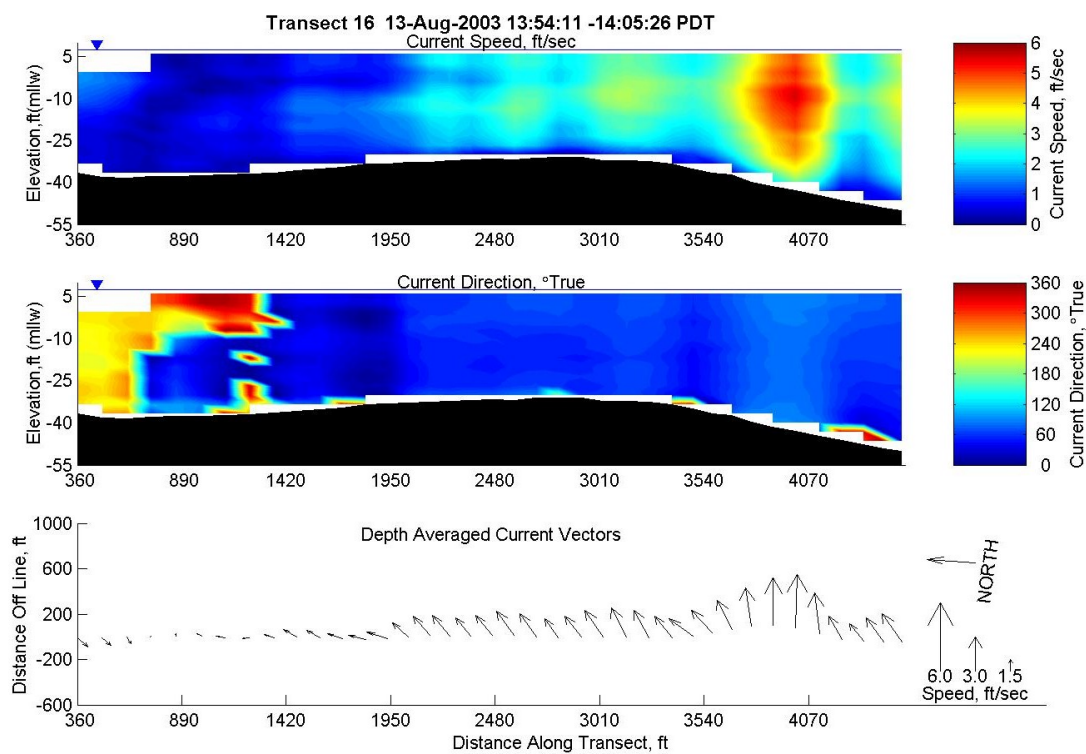 Transect 16 13-Aug-2003 13:54:11 -14:05:26 PDT
Current Speed, ft/sec
5
-10
-25
-40
-55
Elevation,ft(mllw)
360 890 1420 1950 2480 3010 3540 4070
6
5
4
3
2
1
0
Current Speed, ft/sec
Current Direction, °True
5
-10
-25
-40
-55
Elevation,ft (mllw)
360 890 1420 1950 2480 3010 3540 4070
360
300
240
180
120
60
0
Current Direction, °True
Depth Averaged Current Vectors
1000
600
200
-200
-600
Distance Off Line, ft
360 890 1420 1950 2480 3010 3540 4070
Distance Along Transect, ft
NORTH
6.0 3.0 1.5
Speed, ft/sec